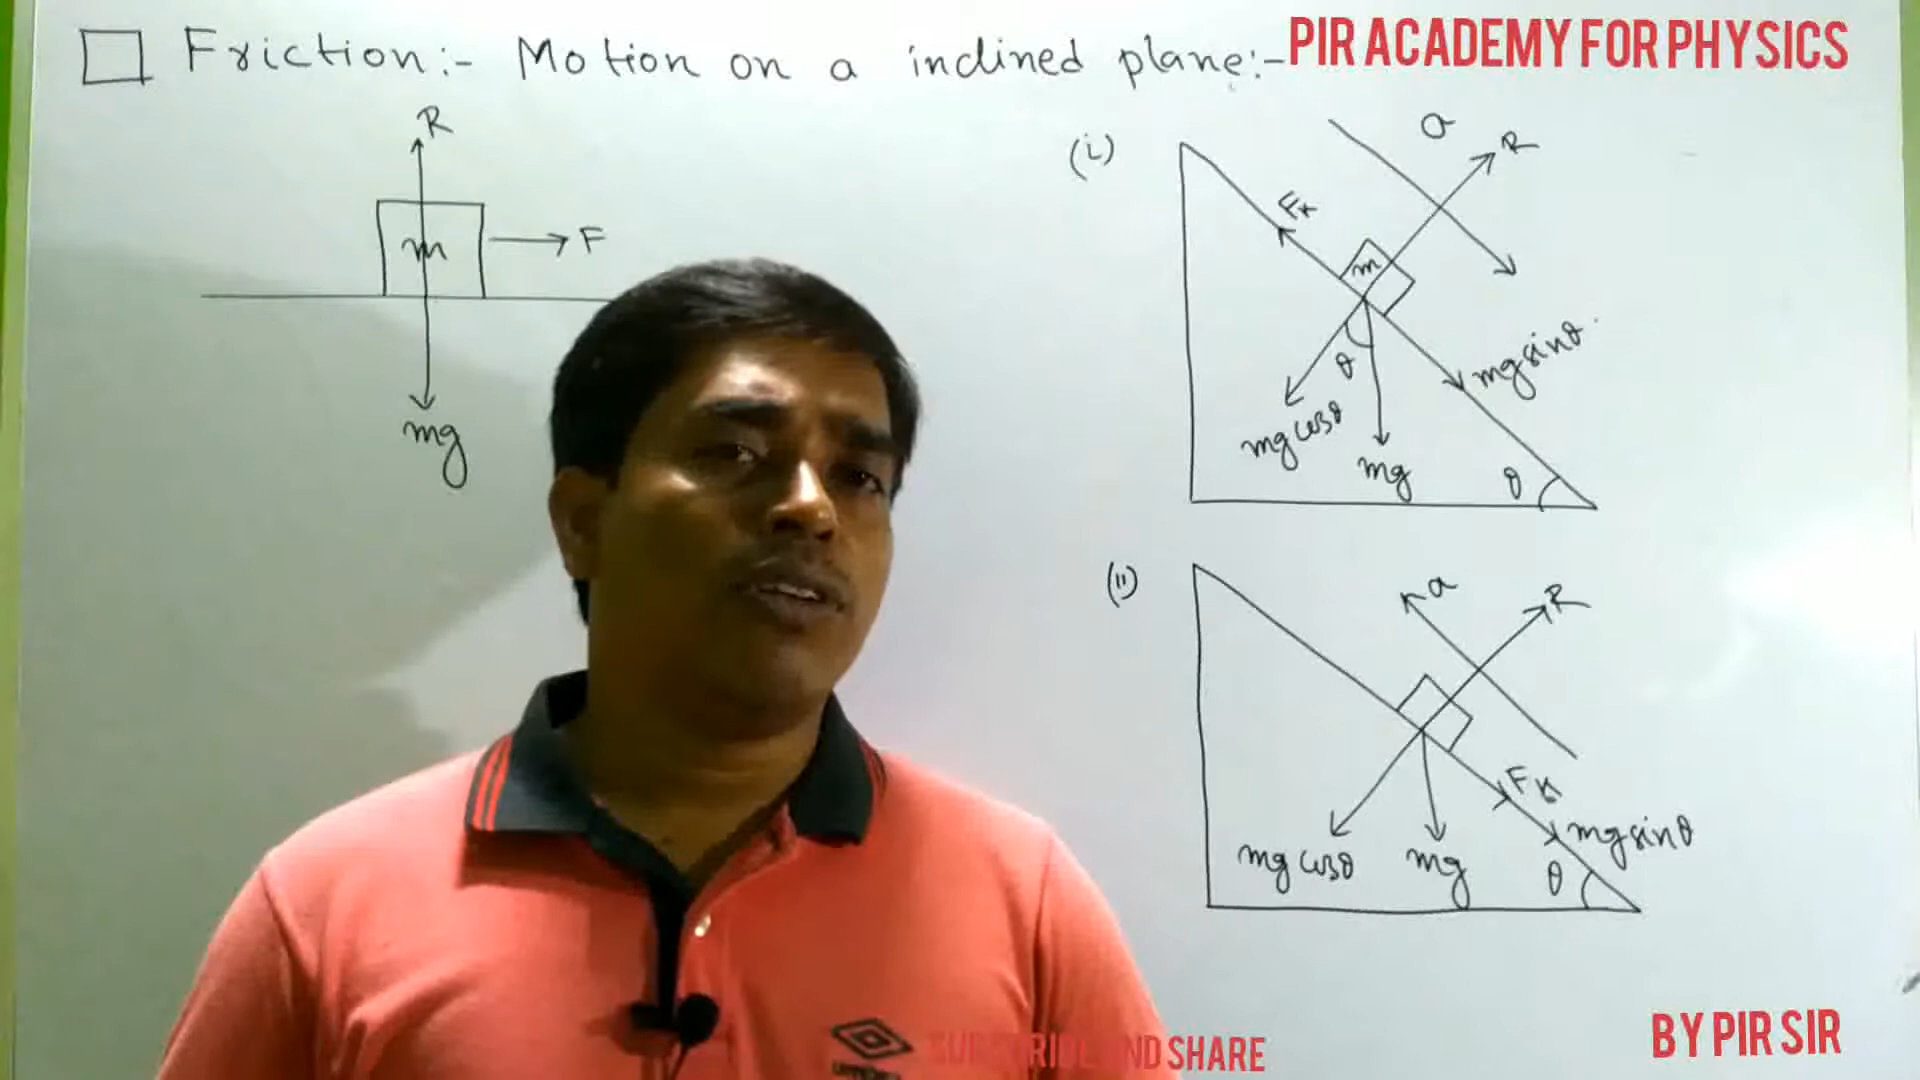 Friction:- Motion on a inclined plane:-
PIR ACADEMY FOR PHYSICS
R
m
F
mg
(i)
a
R
Fk
m
mg sinθ
θ
mg cosθ
mg
θ
(ii)
a
R
Fk
mg sinθ
mg cosθ
mg
θ
AND SHARE
BY PIR SIR